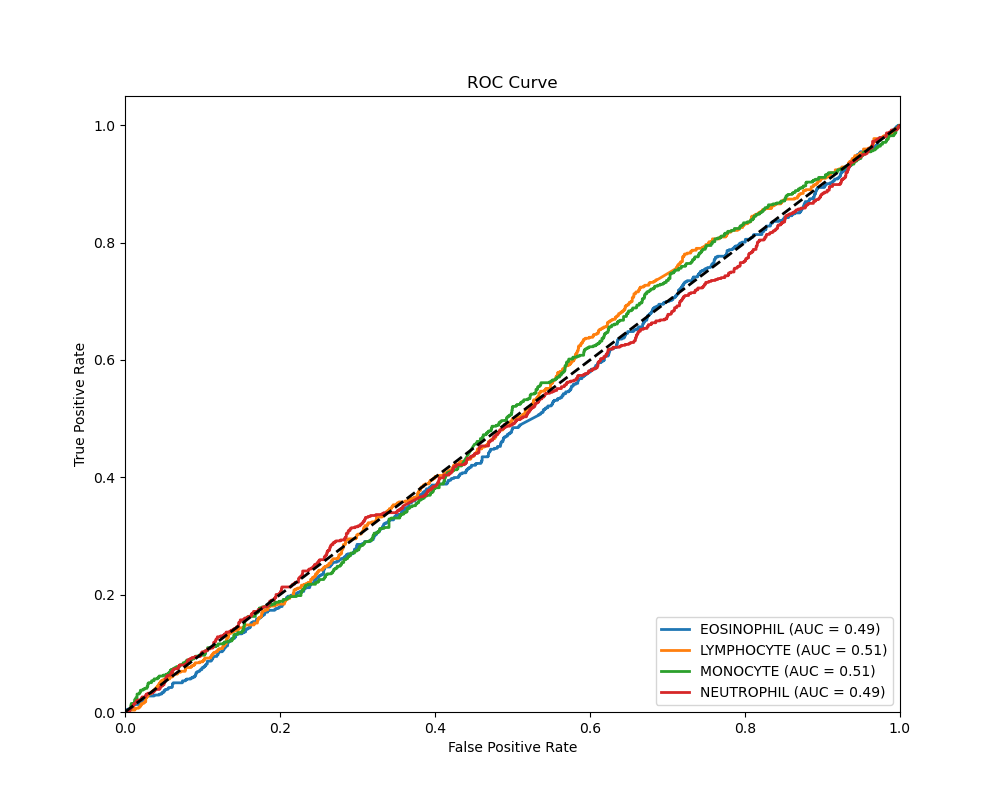 ROC Curve
True Positive Rate
1.0
0.8
0.6
0.4
0.2
0.0
EOSINOPHIL (AUC = 0.49)
LYMPHOCYTE (AUC = 0.51)
MONOCYTE (AUC = 0.51)
NEUTROPHIL (AUC = 0.49)
0.0 0.2 0.4 0.6 0.8 1.0
False Positive Rate